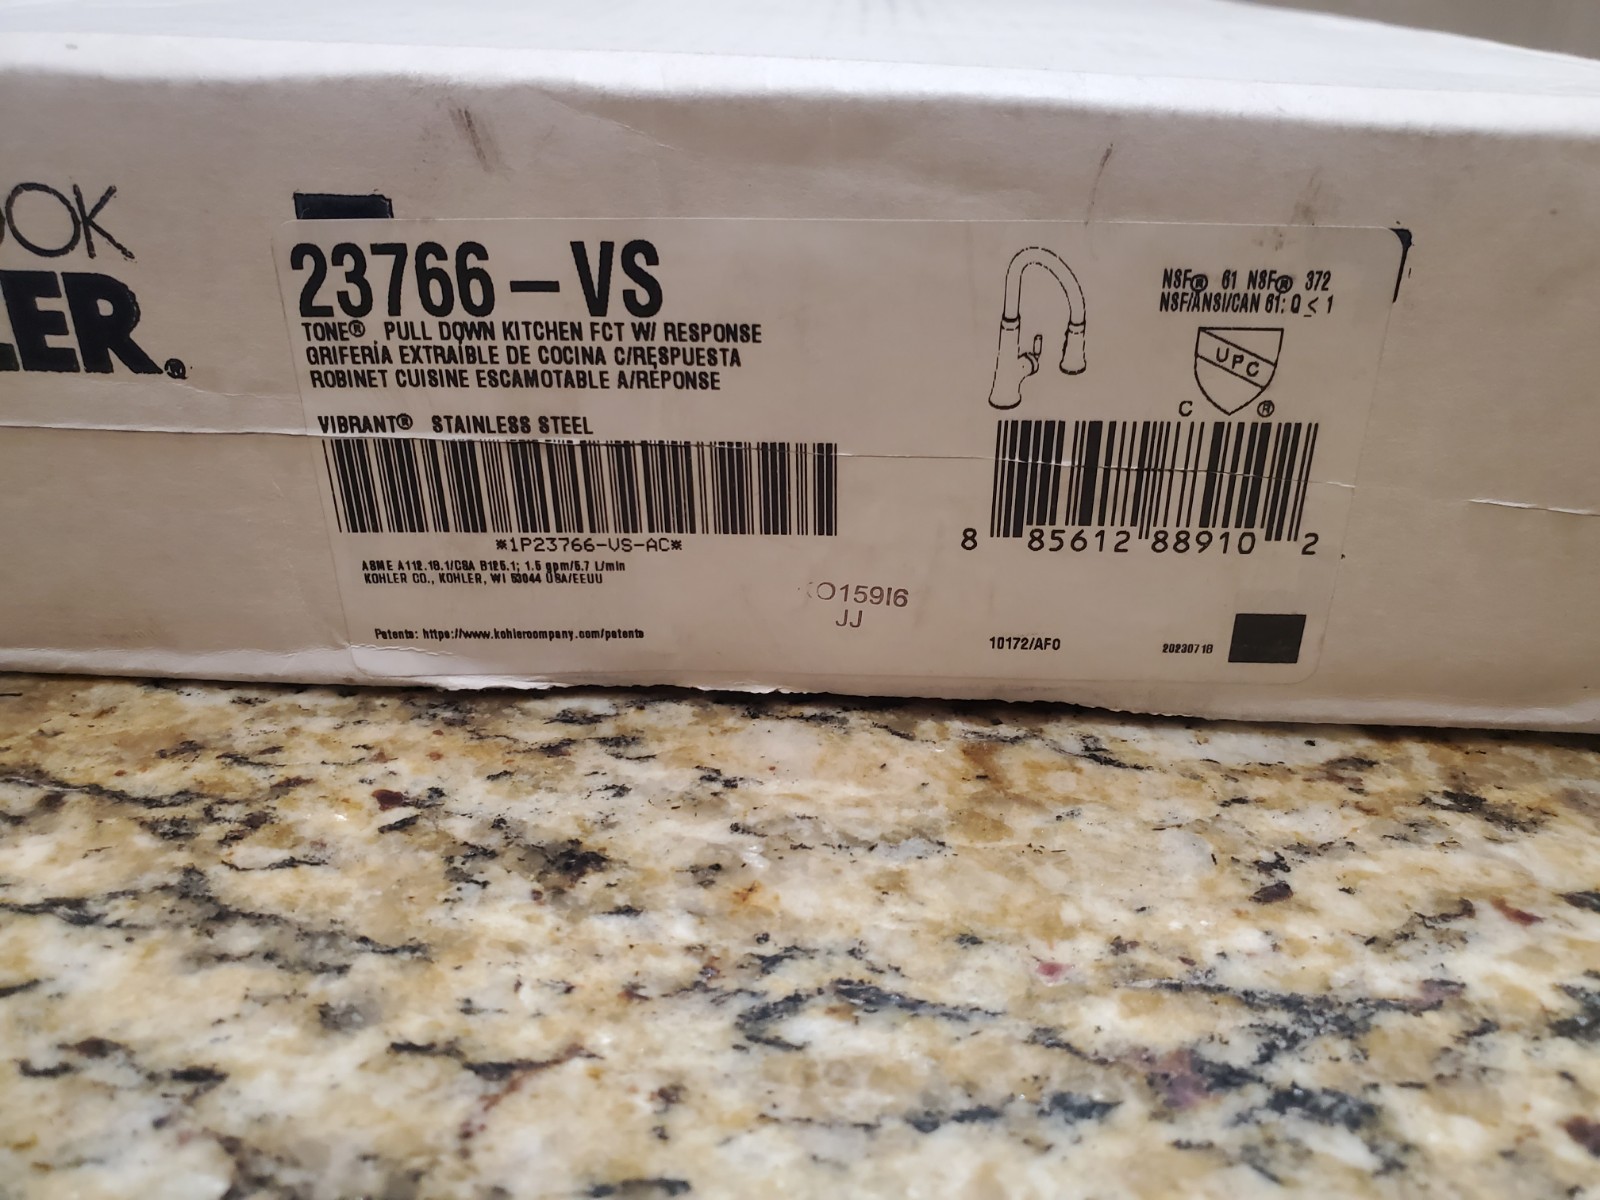 OOK
LER®
23766-VS
TONE® PULL DOWN KITCHEN FCT W/ RESPONSE
GRIFERÍA EXTRAÍBLE DE COCINA C/RESPUESTA
ROBINET CUISINE ESCAMOTABLE A/RÉPONSE
VIBRANT® STAINLESS STEEL
*1P23766-VS-AC*
ASME A112.18.1/CSA B125.1; 1.5 gpm/5.7 L/min
KOHLER CO., KOHLER, WI 53044 USA/EEUU
Patents: https://www.kohlercompany.com/patents
NSF® 61 NSF® 372
NSF/ANSI/CAN 61: Q ≤ 1
UPC
C ®
8 85612 88910 2
O159I6
JJ
10172/AF0
20230718